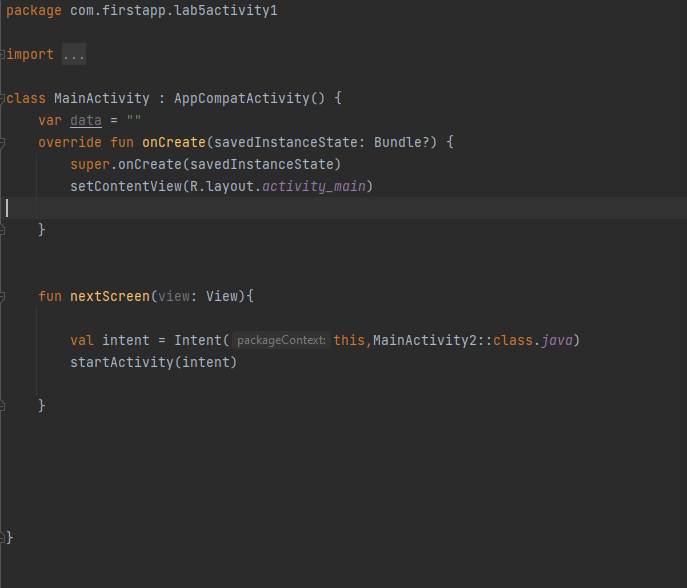 package com.firstapp.lab5activity1
import ...
class MainActivity : AppCompatActivity() {
var data = ""
override fun onCreate(savedInstanceState: Bundle?) {
super.onCreate(savedInstanceState)
setContentView(R.layout.activity_main)
}
fun nextScreen(view: View){
val intent = Intent( packageContext: this,MainActivity2::class.java)
startActivity(intent)
}
}